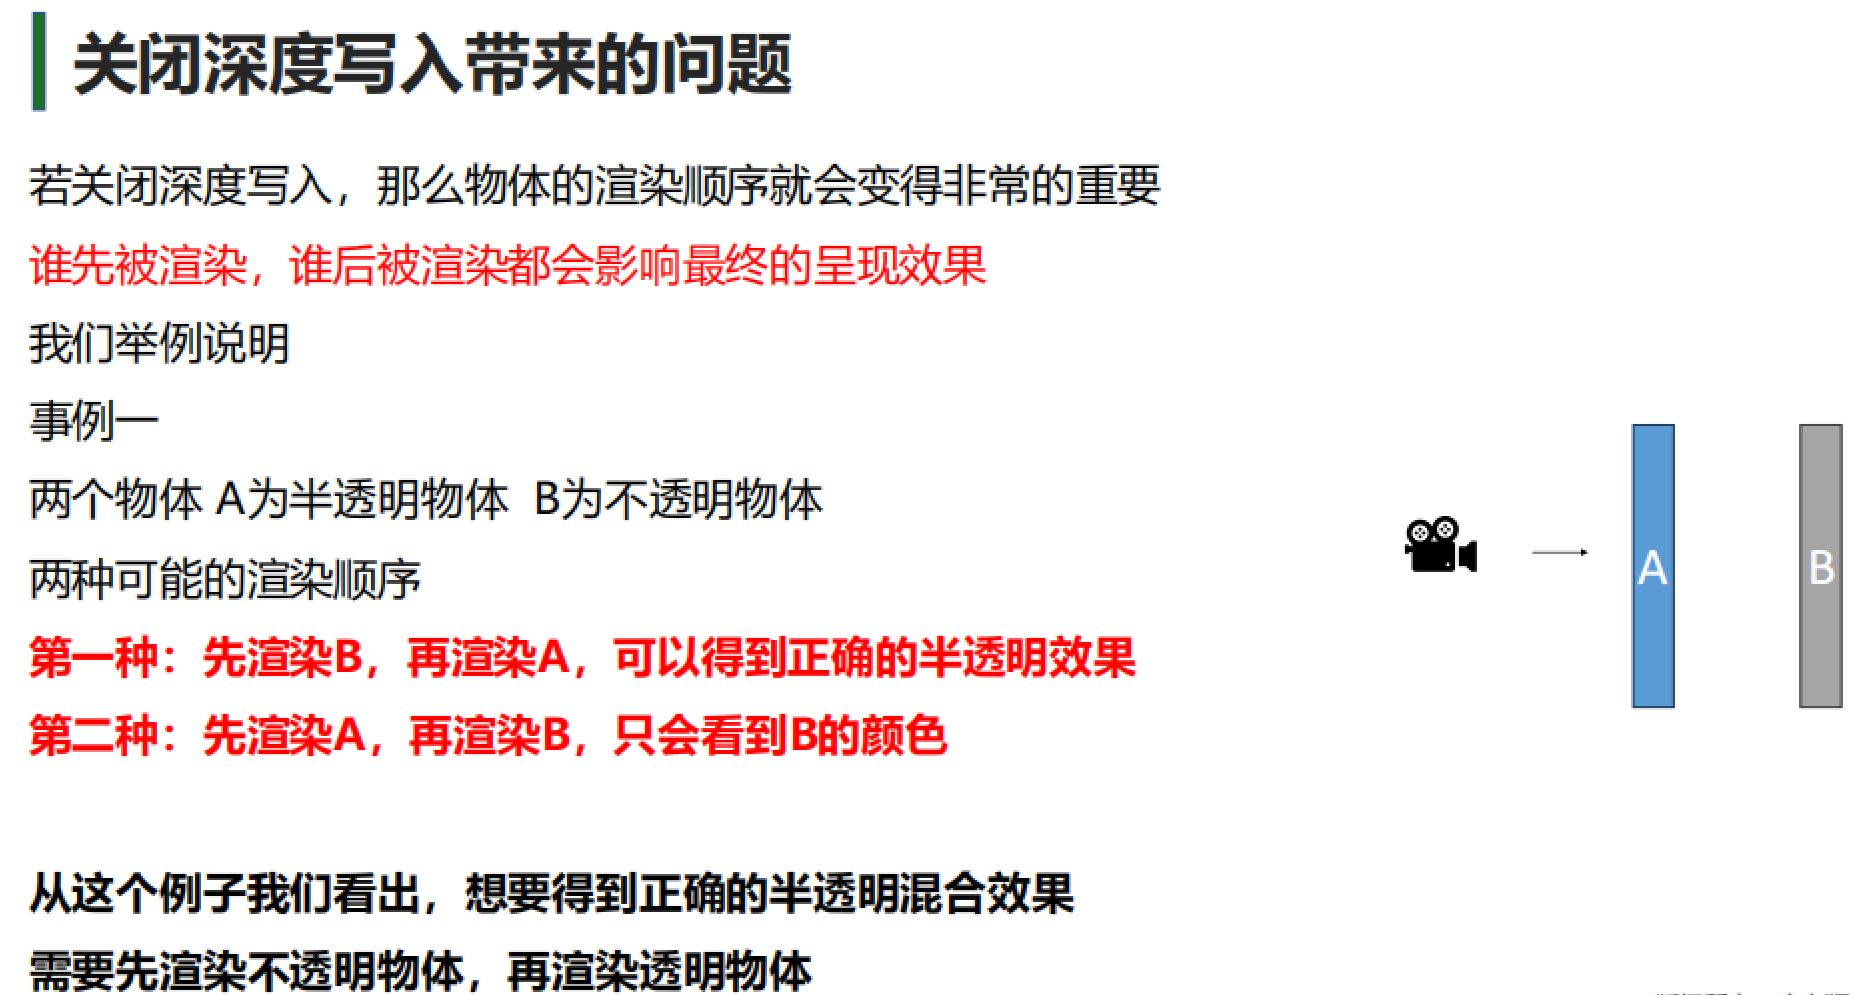 关闭深度写入带来的问题
若关闭深度写入，那么物体的渲染顺序就会变得非常的重要
谁先被渲染，谁后被渲染都会影响最终的呈现效果
我们举例说明
事例一
两个物体 A为半透明物体  B为不透明物体
两种可能的渲染顺序
第一种：先渲染B，再渲染A，可以得到正确的半透明效果
第二种：先渲染A，再渲染B，只会看到B的颜色
A
B
从这个例子我们看出，想要得到正确的半透明混合效果
需要先渲染不透明物体，再渲染透明物体